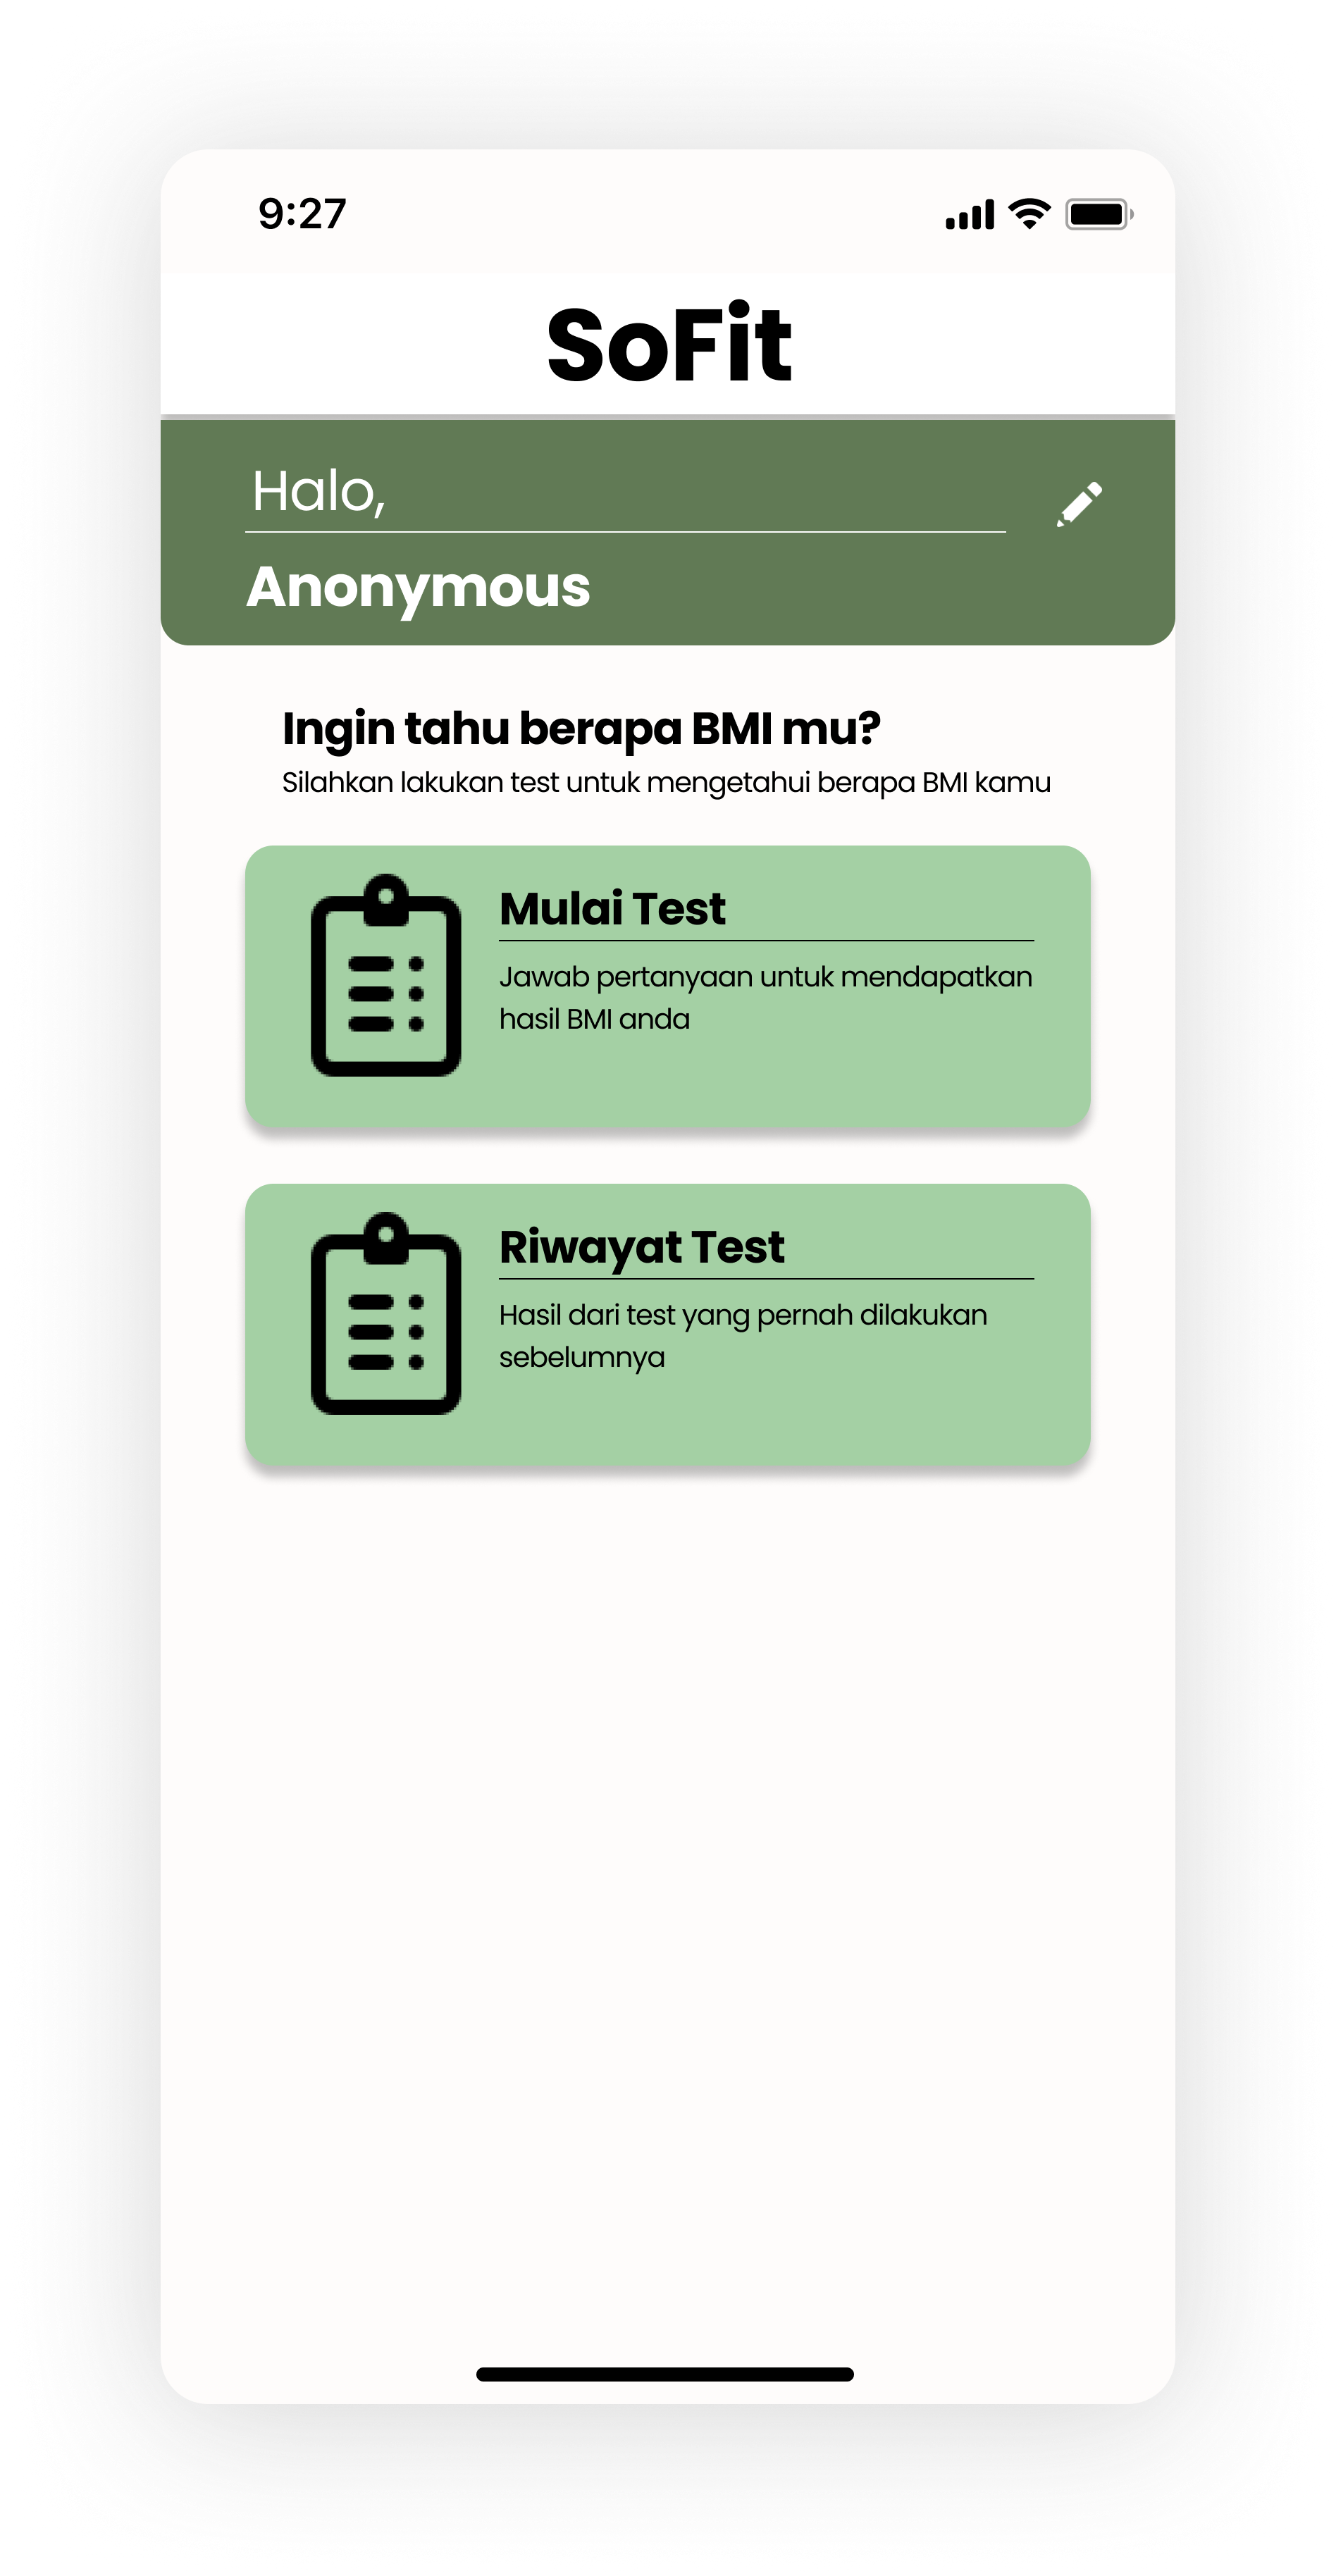 9:27
SoFit
Halo,
Anonymous
Ingin tahu berapa BMI mu?
Silahkan lakukan test untuk mengetahui berapa BMI kamu
Mulai Test
Jawab pertanyaan untuk mendapatkan
hasil BMI anda
Riwayat Test
Hasil dari test yang pernah dilakukan
sebelumnya